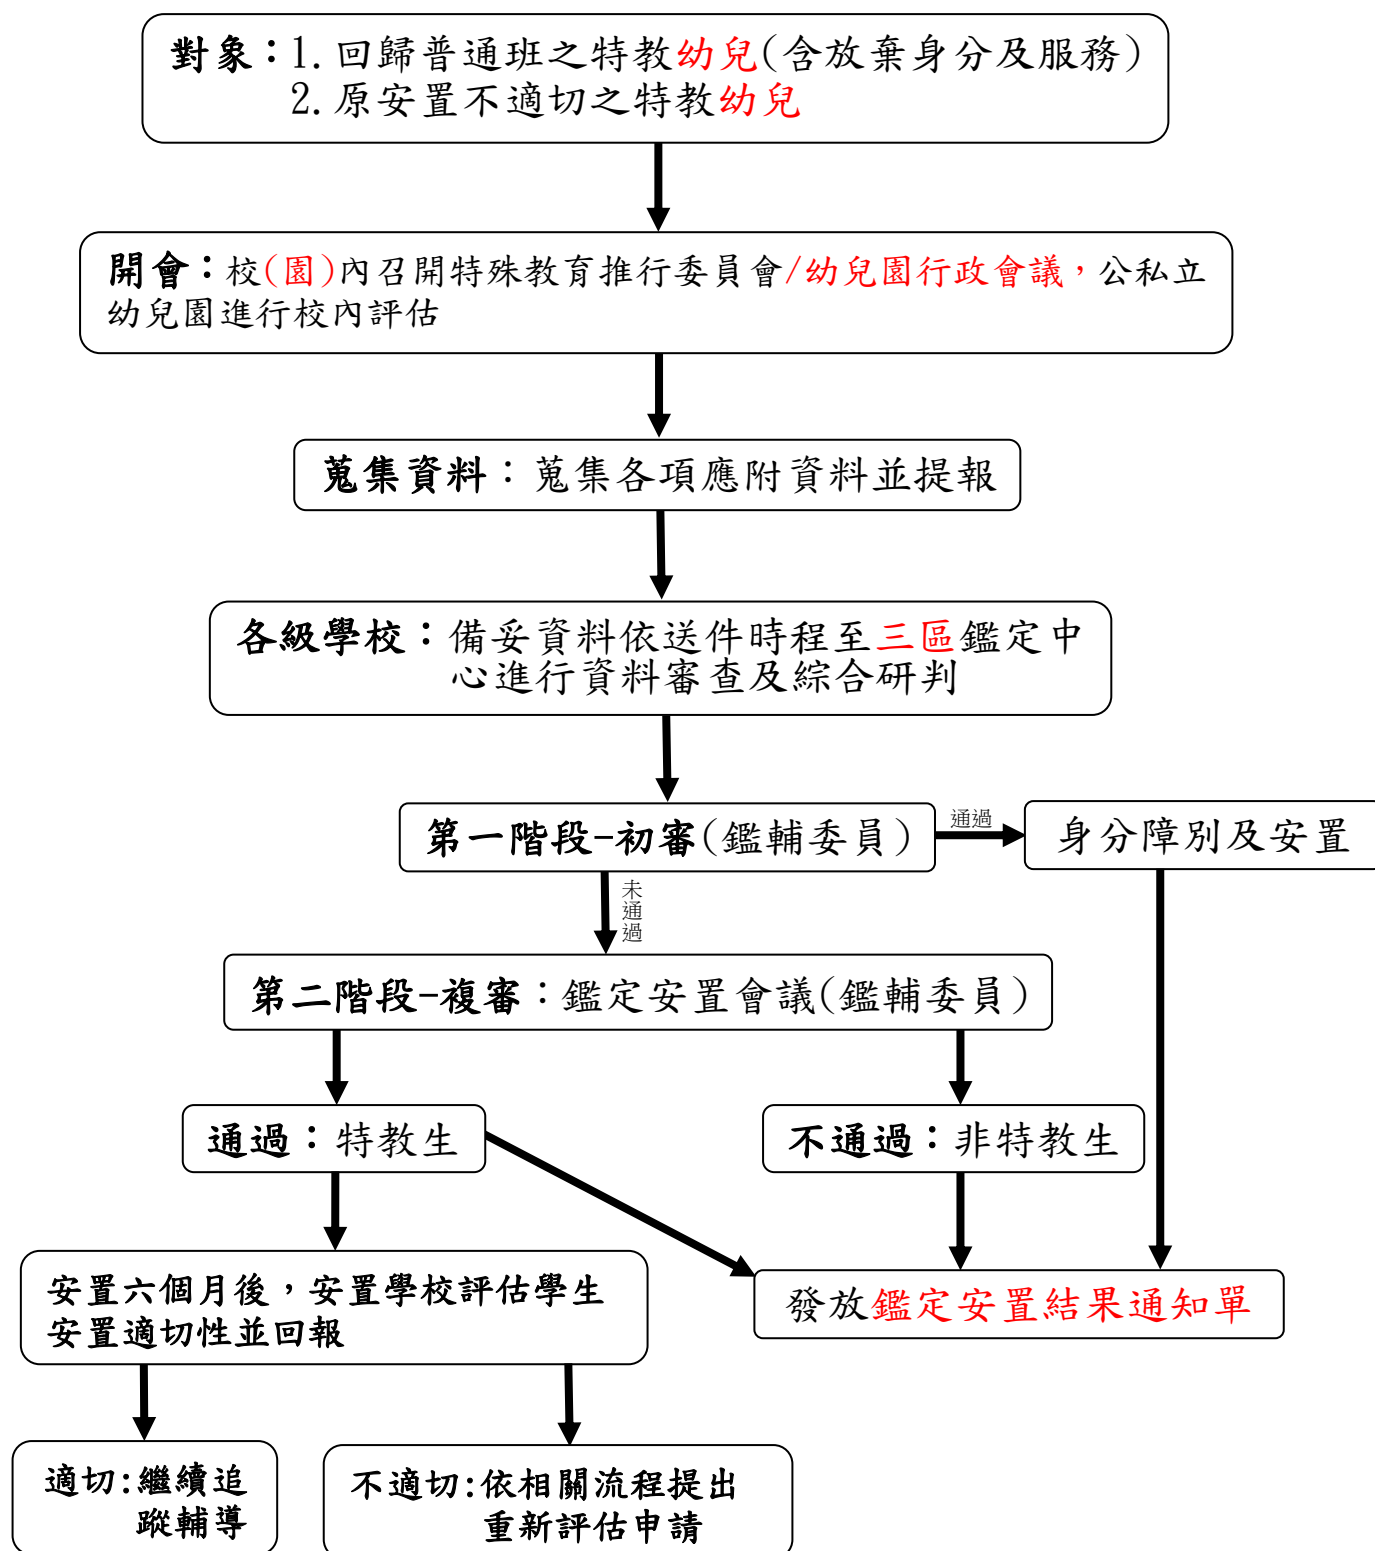 對象：1. 回歸普通班之特教幼兒(含放棄身分及服務)
2. 原安置不適切之特教幼兒
開會：校(園)內召開特殊教育推行委員會/幼兒園行政會議，公私立
幼兒園進行校內評估
蒐集資料：蒐集各項應附資料並提報
各級學校：備妥資料依送件時程至三區鑑定中
心進行資料審查及綜合研判
第一階段-初審(鑑輔委員)
通過
身分障別及安置
未通過
第二階段-複審：鑑定安置會議(鑑輔委員)
通過：特教生
不通過：非特教生
安置六個月後，安置學校評估學生
安置適切性並回報
發放鑑定安置結果通知單
適切:繼續追
蹤輔導
不適切:依相關流程提出
重新評估申請